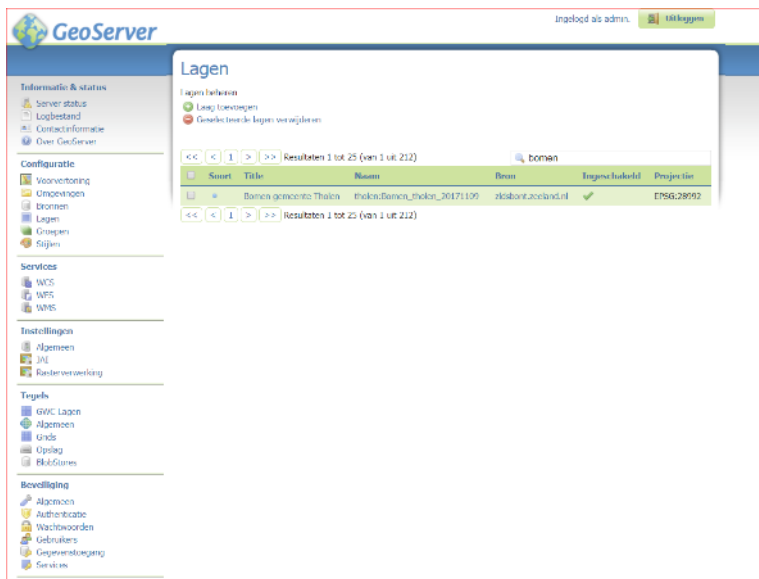 GeoServer
Ingelogd als admin.
Uitloggen
Informatie & status
Server status
Logbestand
Contactinformatie
Over GeoServer
Configuratie
Voorvertoning
Omgevingen
Bronnen
Lagen
Groepen
Stijlen
Services
WCS
WFS
WMS
Instellingen
Algemeen
JAI
Rasterverwerking
Tegels
GWC Lagen
Algemeen
Grids
Opslag
BlobStores
Beveiliging
Algemeen
Authenticatie
Wachtwoorden
Gebruikers
Gegevenstoegang
Services
Lagen
Lagen beheren
Laag toevoegen
Geselecteerde lagen verwijderen
<< < 1 > >> Resultaten 1 tot 25 (van 1 uit 212)
bomen
Soort Title Naam Bron Ingeschakeld Projectie
Bomen gemeente Tholen tholen:Bomen_tholen_20171109 EPSG:28992
<< < 1 > >> Resultaten 1 tot 25 (van 1 uit 212)